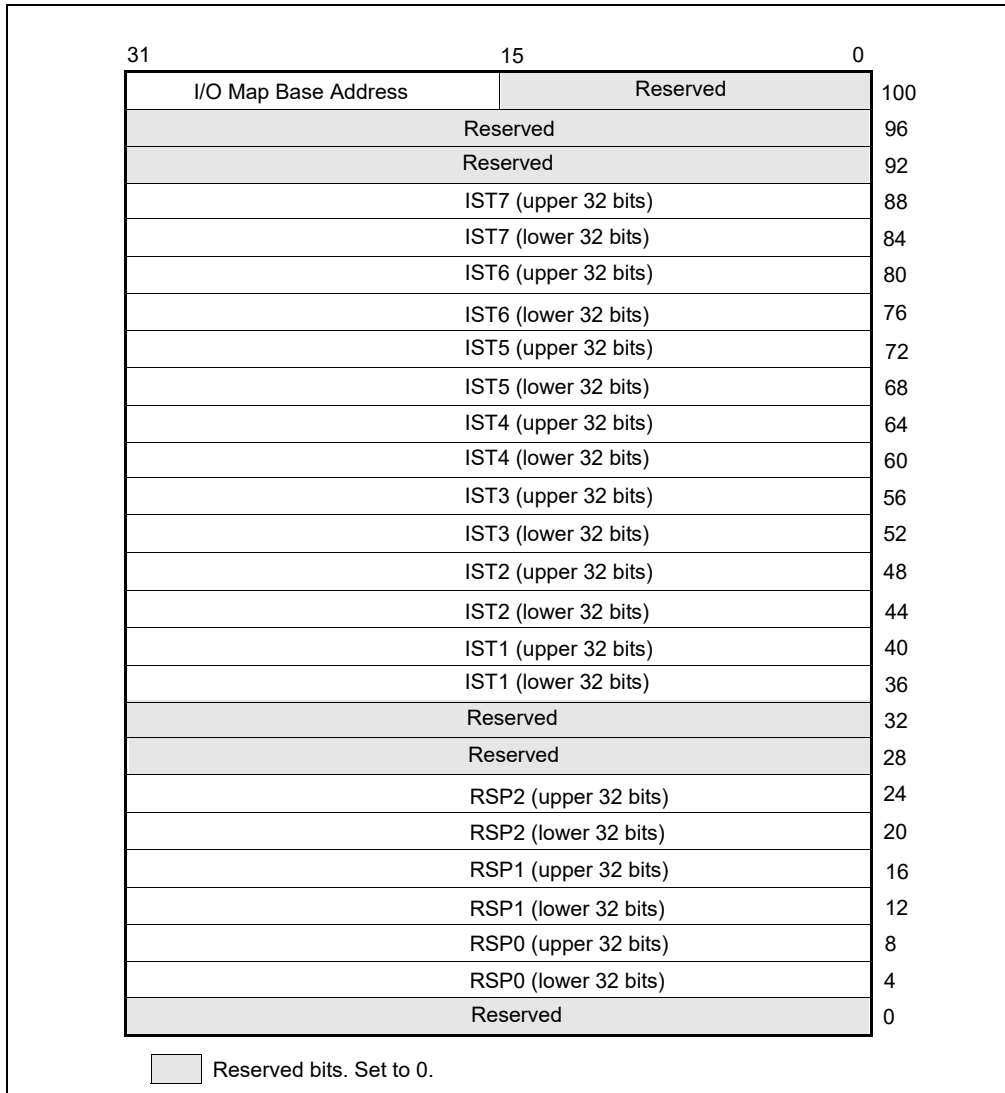 31 15 0
I/O Map Base Address Reserved 100
Reserved 96
Reserved 92
IST7 (upper 32 bits) 88
IST7 (lower 32 bits) 84
IST6 (upper 32 bits) 80
IST6 (lower 32 bits) 76
IST5 (upper 32 bits) 72
IST5 (lower 32 bits) 68
IST4 (upper 32 bits) 64
IST4 (lower 32 bits) 60
IST3 (upper 32 bits) 56
IST3 (lower 32 bits) 52
IST2 (upper 32 bits) 48
IST2 (lower 32 bits) 44
IST1 (upper 32 bits) 40
IST1 (lower 32 bits) 36
Reserved 32
Reserved 28
RSP2 (upper 32 bits) 24
RSP2 (lower 32 bits) 20
RSP1 (upper 32 bits) 16
RSP1 (lower 32 bits) 12
RSP0 (upper 32 bits) 8
RSP0 (lower 32 bits) 4
Reserved 0
Reserved bits. Set to 0.